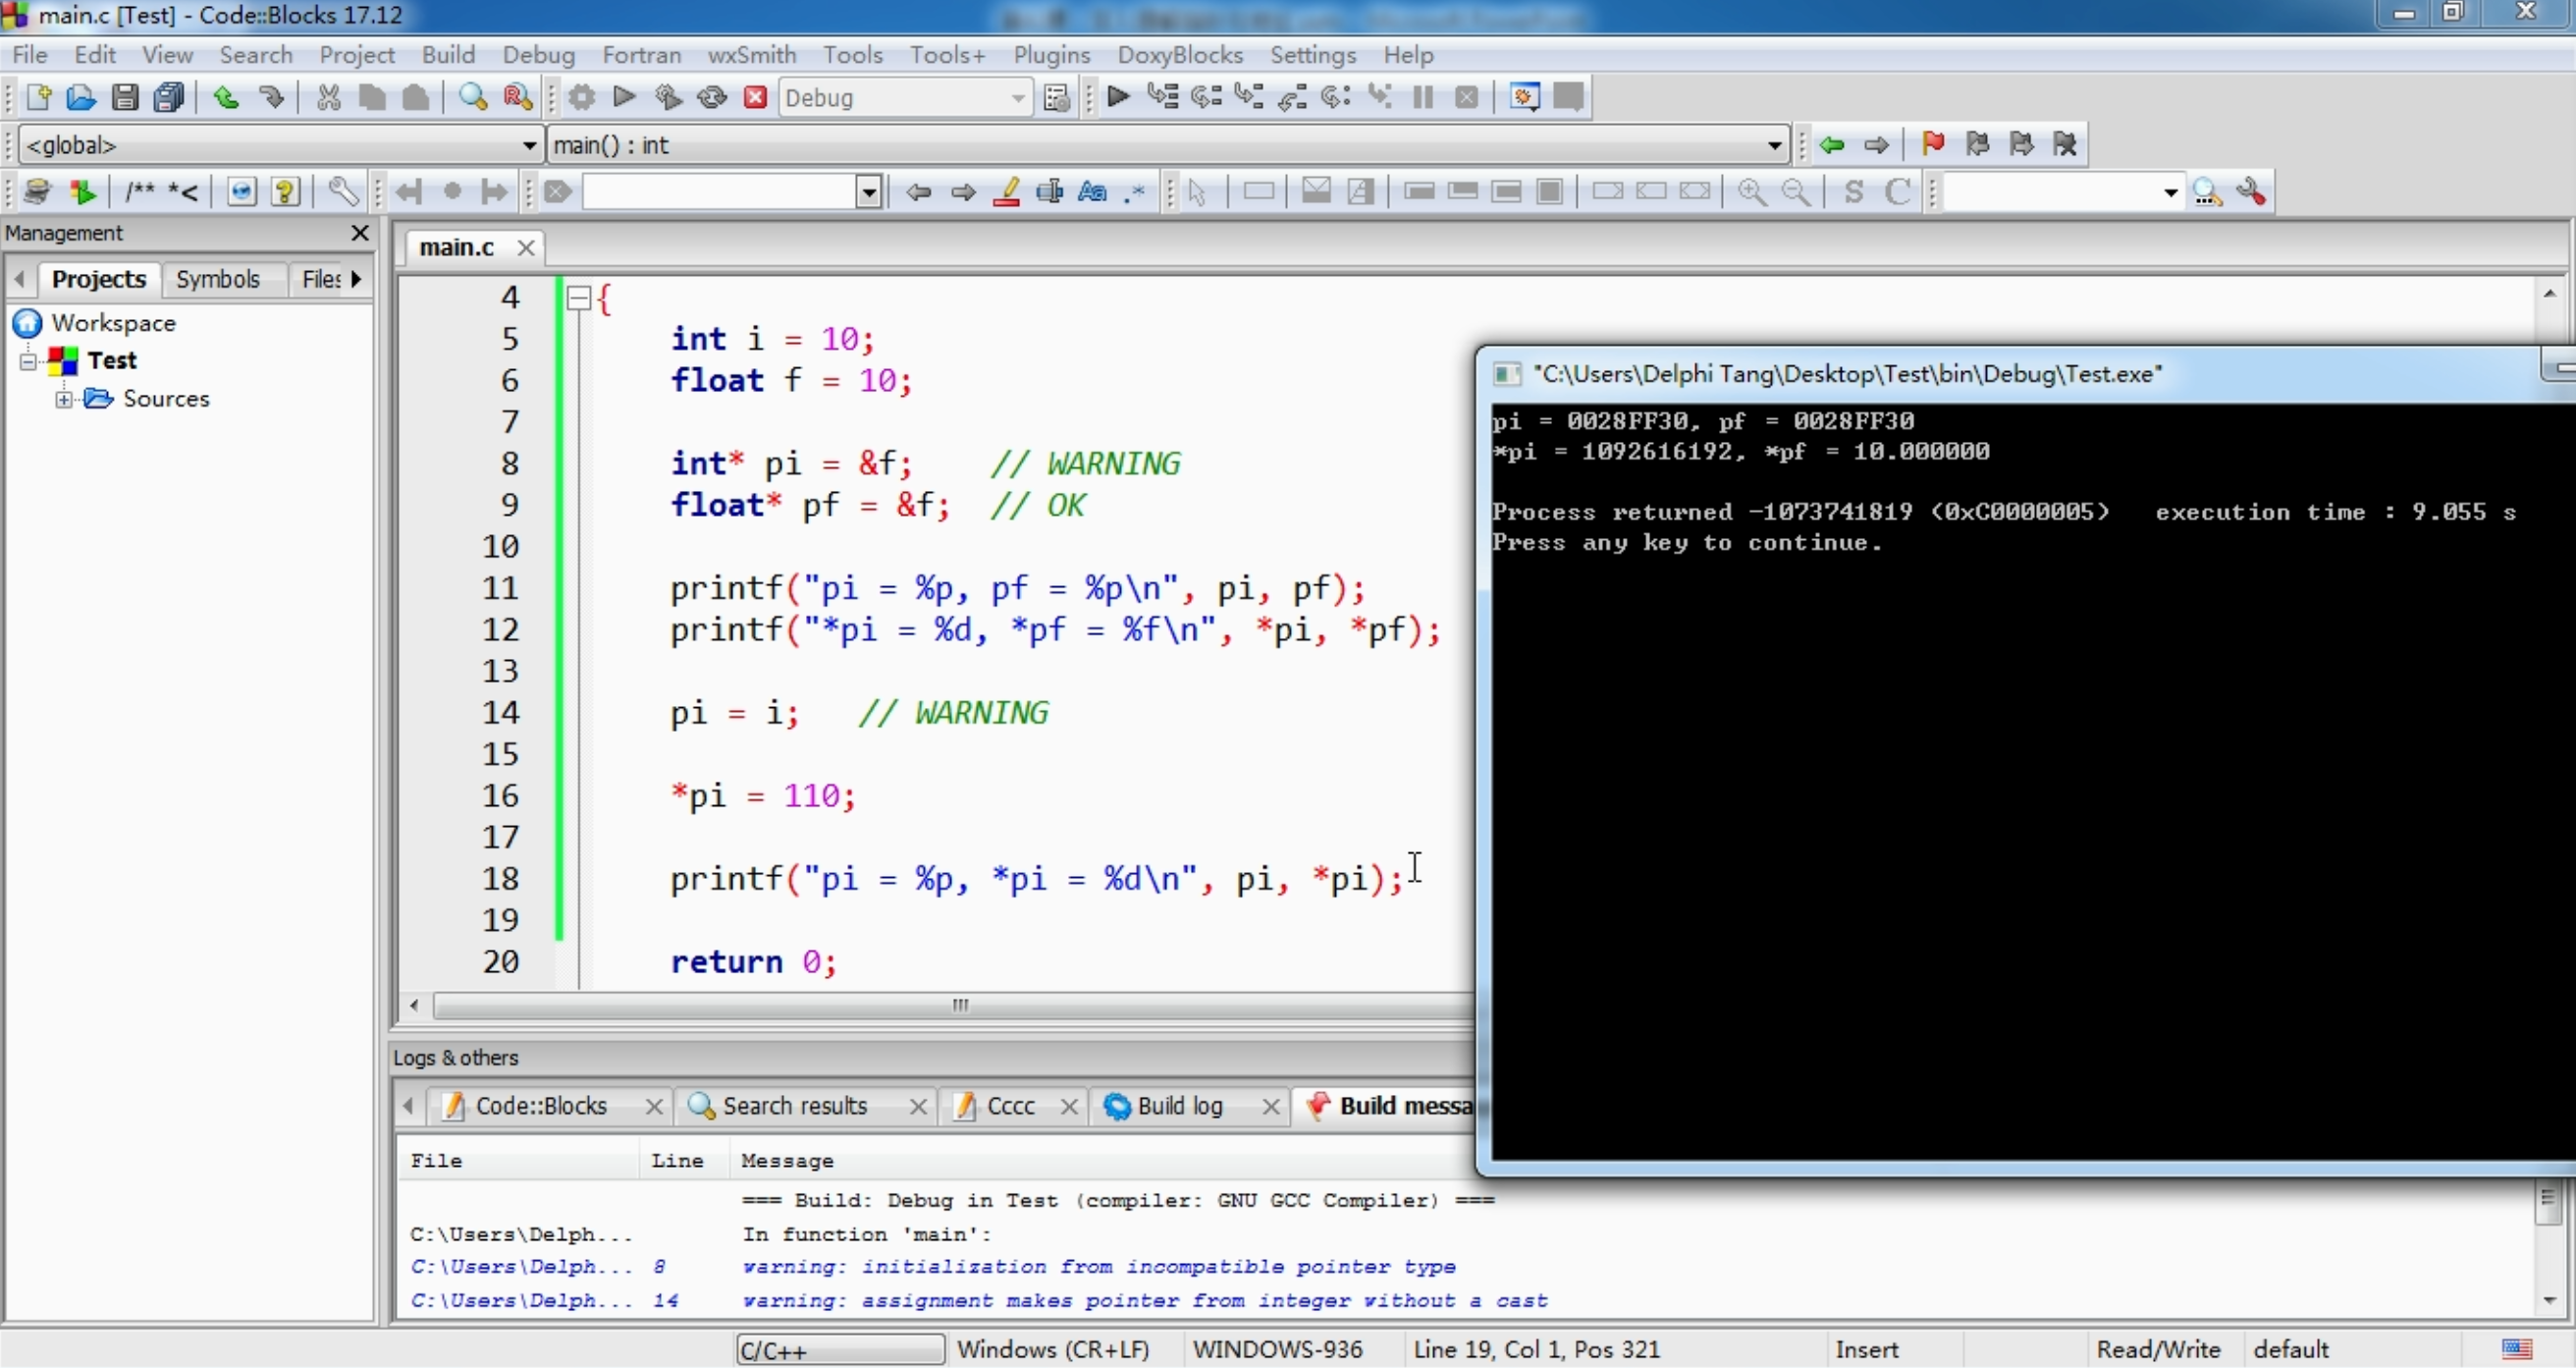 main.c [Test] - Code::Blocks 17.12
File Edit View Search Project Build Debug Fortran wxSmith Tools Tools+ Plugins DoxyBlocks Settings Help
Debug
<global> main() : int
/** *<
S C
Management
Projects Symbols Files
Workspace
Test
Sources
main.c
4 {
5 int i = 10;
6 float f = 10;
7
8 int* pi = &f; // WARNING
9 float* pf = &f; // OK
10
11 printf("pi = %p, pf = %p\n", pi, pf);
12 printf("*pi = %d, *pf = %f\n", *pi, *pf);
13
14 pi = i; // WARNING
15
16 *pi = 110;
17
18 printf("pi = %p, *pi = %d\n", pi, *pi);
19
20 return 0;
"C:\Users\Delphi Tang\Desktop\Test\bin\Debug\Test.exe"
pi = 0028FF30, pf = 0028FF30
*pi = 1092616192, *pf = 10.000000
Process returned -1073741819 (0xC0000005) execution time : 9.055 s
Press any key to continue.
Logs & others
Code::Blocks Search results Cccc Build log Build messa
File Line Message
=== Build: Debug in Test (compiler: GNU GCC Compiler) ===
C:\Users\Delph... In function 'main':
C:\Users\Delph... 8 warning: initialization from incompatible pointer type
C:\Users\Delph... 14 warning: assignment makes pointer from integer without a cast
C/C++ Windows (CR+LF) WINDOWS-936 Line 19, Col 1, Pos 321 Insert Read/Write default